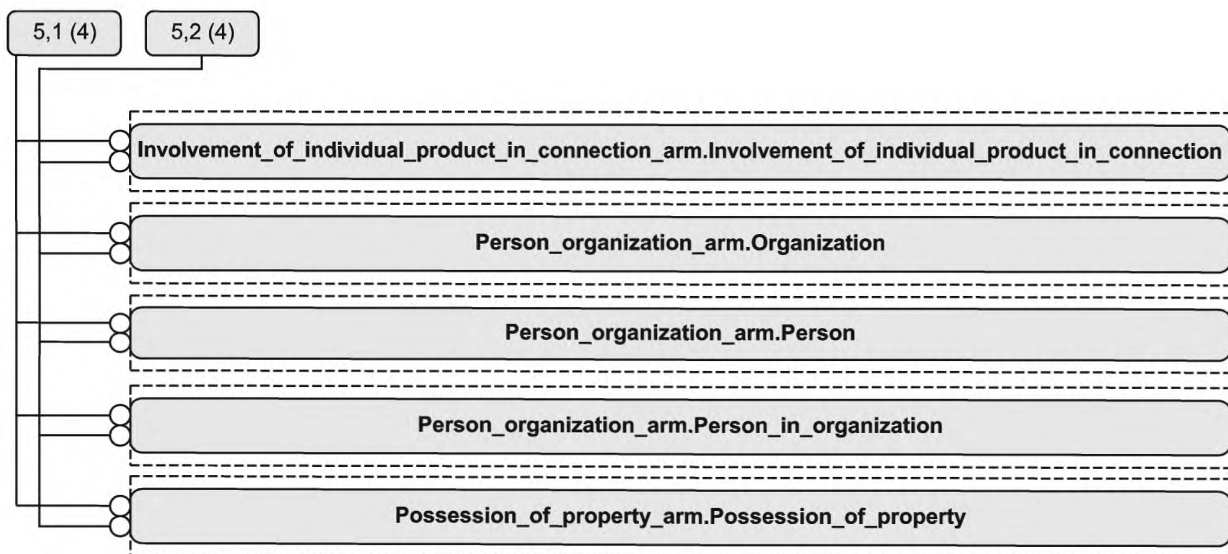 5,1 (4)
5,2 (4)
Involvement_of_individual_product_in_connection_arm.Involvement_of_individual_product_in_connection
Person_organization_arm.Organization
Person_organization_arm.Person
Person_organization_arm.Person_in_organization
Possession_of_property_arm.Possession_of_property